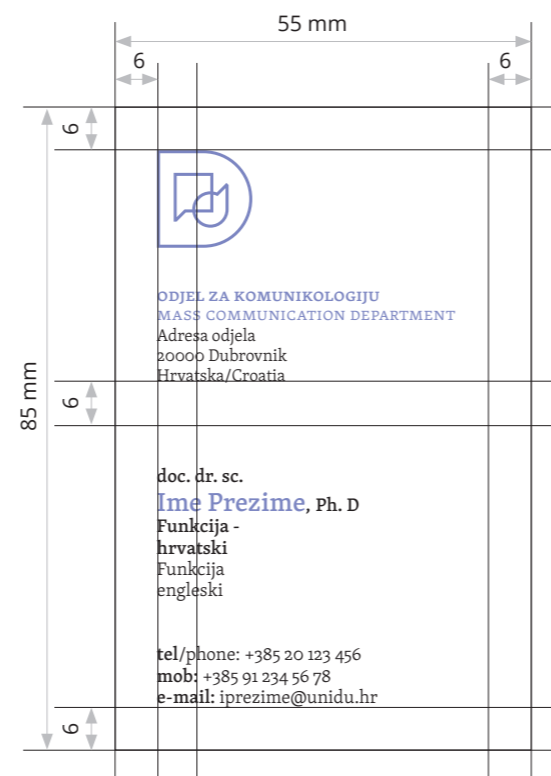 55 mm
6
6
6
ODJEL ZA KOMUNIKOLOGIJU
MASS COMMUNICATION DEPARTMENT
Adresa odjela
20000 Dubrovnik
Hrvatska/Croatia
85 mm
6
doc. dr. sc.
Ime Prezime, Ph. D
Funkcija -
hrvatski
Funkcija
engleski
tel/phone: +385 20 123 456
mob: +385 91 234 56 78
e-mail: iprezime@unidu.hr
6